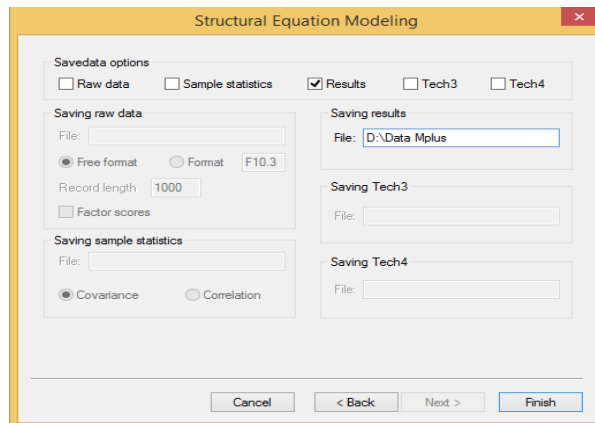 Structural Equation Modeling
Savedata options
Raw data Sample statistics Results Tech3 Tech4
Saving raw data
File:
Free format Format F10.3
Record length 1000
Factor scores
Saving sample statistics
File:
Covariance Correlation
Saving results
File: D:\Data Mplus
Saving Tech3
File:
Saving Tech4
File:
Cancel < Back Next > Finish